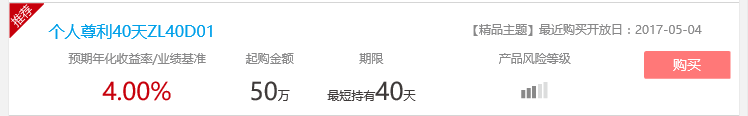 推荐
个人尊利40天ZL40D01
【精品主题】最近购买开放日：2017-05-04
预期年化收益率/业绩基准 起购金额 期限 产品风险等级
购买
4.00% 50万 最短持有40天